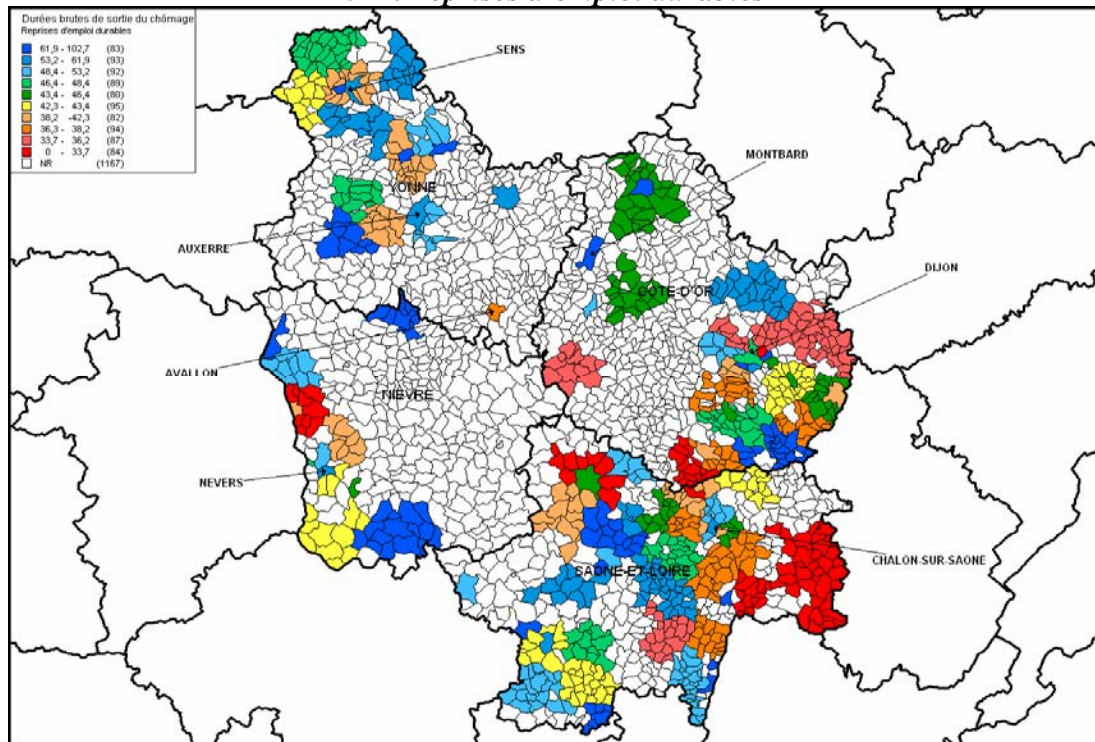 Durées brutes de sortie du chômage
Reprises d'emploi durables
61,9 - 102,7 (83)
53,2 - 61,9 (93)
48,4 - 53,2 (92)
46,4 - 48,4 (89)
43,4 - 46,4 (80)
42,3 - 43,4 (95)
38,2 -42,3 (82)
36,3 - 38,2 (94)
33,7 - 36,2 (87)
0 - 33,7 (84)
NR (1167)
SENS
MONTBARD
YONNE
AUXERRE
DIJON
CÔTE-D'OR
AVALLON
NIÈVRE
NEVERS
CHALON-SUR-SAONE
SAÔNE-ET-LOIRE